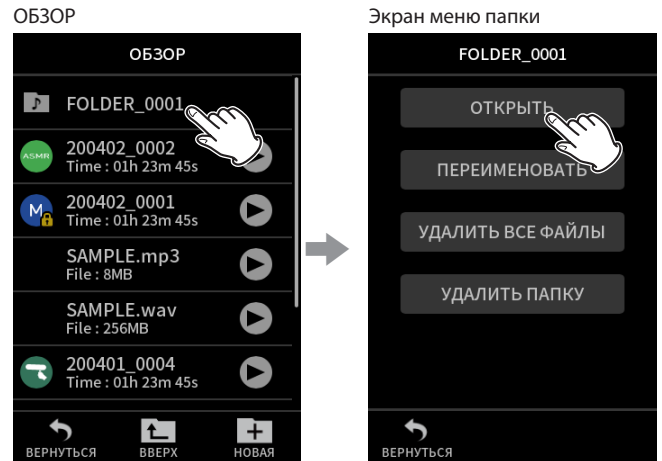 ОБЗОР
ОБЗОР
FOLDER_0001
ASMR
200402_0002
Time : 01h 23m 45s
M
200402_0001
Time : 01h 23m 45s
SAMPLE.mp3
File : 8MB
SAMPLE.wav
File : 256MB
200401_0004
Time : 01h 23m 45s
ВЕРНУТЬСЯ
ВВЕРХ
НОВАЯ
Экран меню папки
FOLDER_0001
ОТКРЫТЬ
ПЕРЕИМЕНОВАТЬ
УДАЛИТЬ ВСЕ ФАЙЛЫ
УДАЛИТЬ ПАПКУ
ВЕРНУТЬСЯ